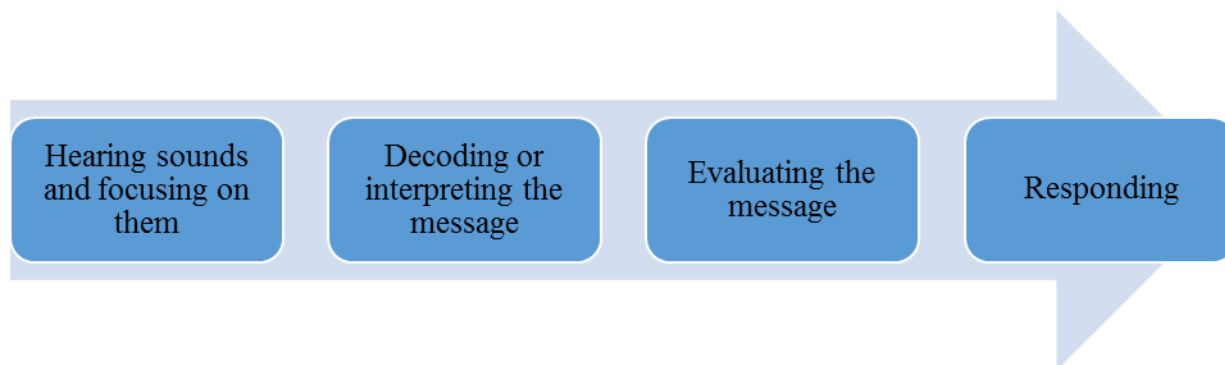 Hearing sounds
and focusing on
them
Decoding or
interpreting the
message
Evaluating the
message
Responding